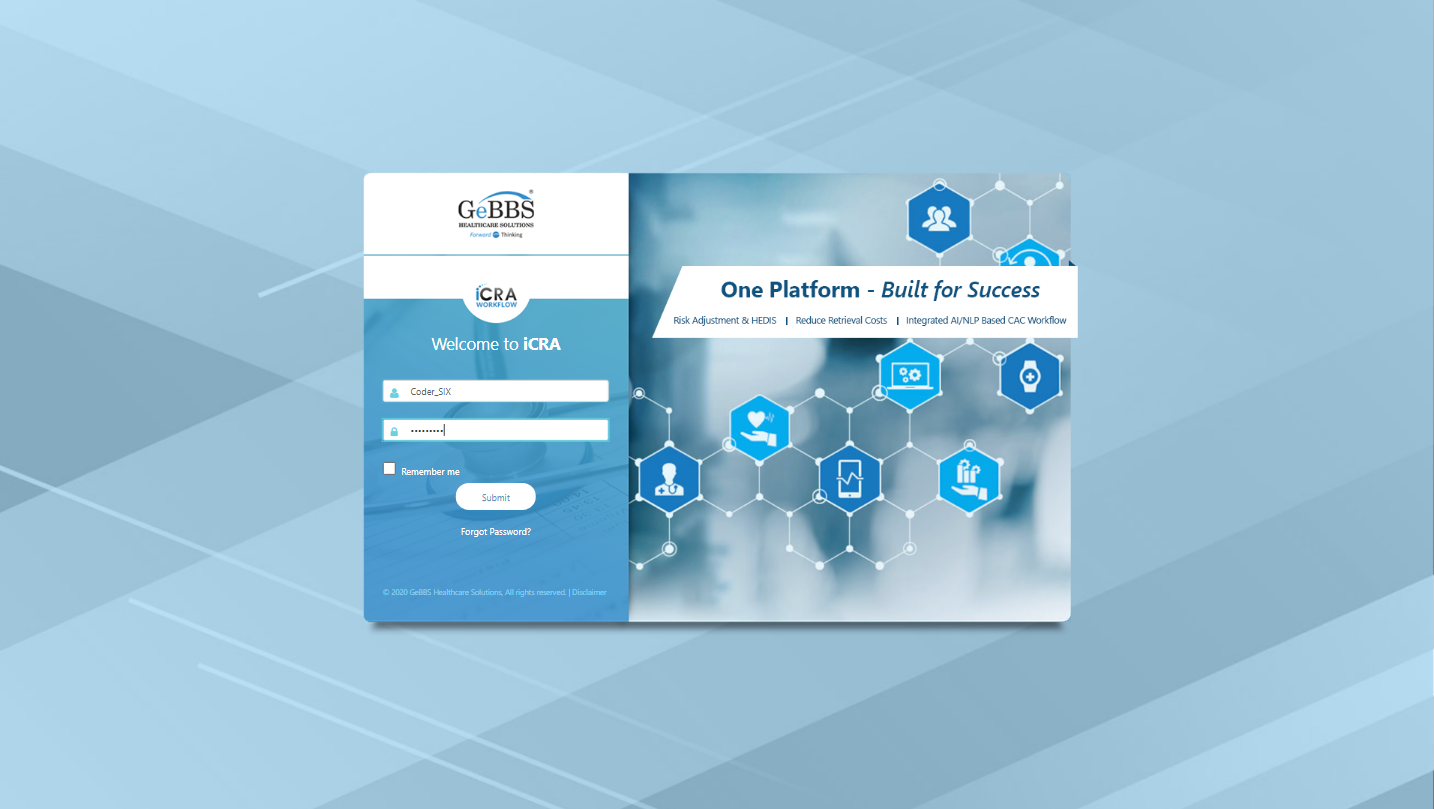 GeBBS
HEALTHCARE SOLUTIONS
Forward Thinking
iCRA
WORKFLOW
Welcome to iCRA
Coder_SIX
•••••••••
Remember me
Submit
Forgot Password?
© 2020 GeBBS Healthcare Solutions, All rights reserved. | Disclaimer
One Platform - Built for Success
Risk Adjustment & HEDIS | Reduce Retrieval Costs | Integrated AI/NLP Based CAC Workflow